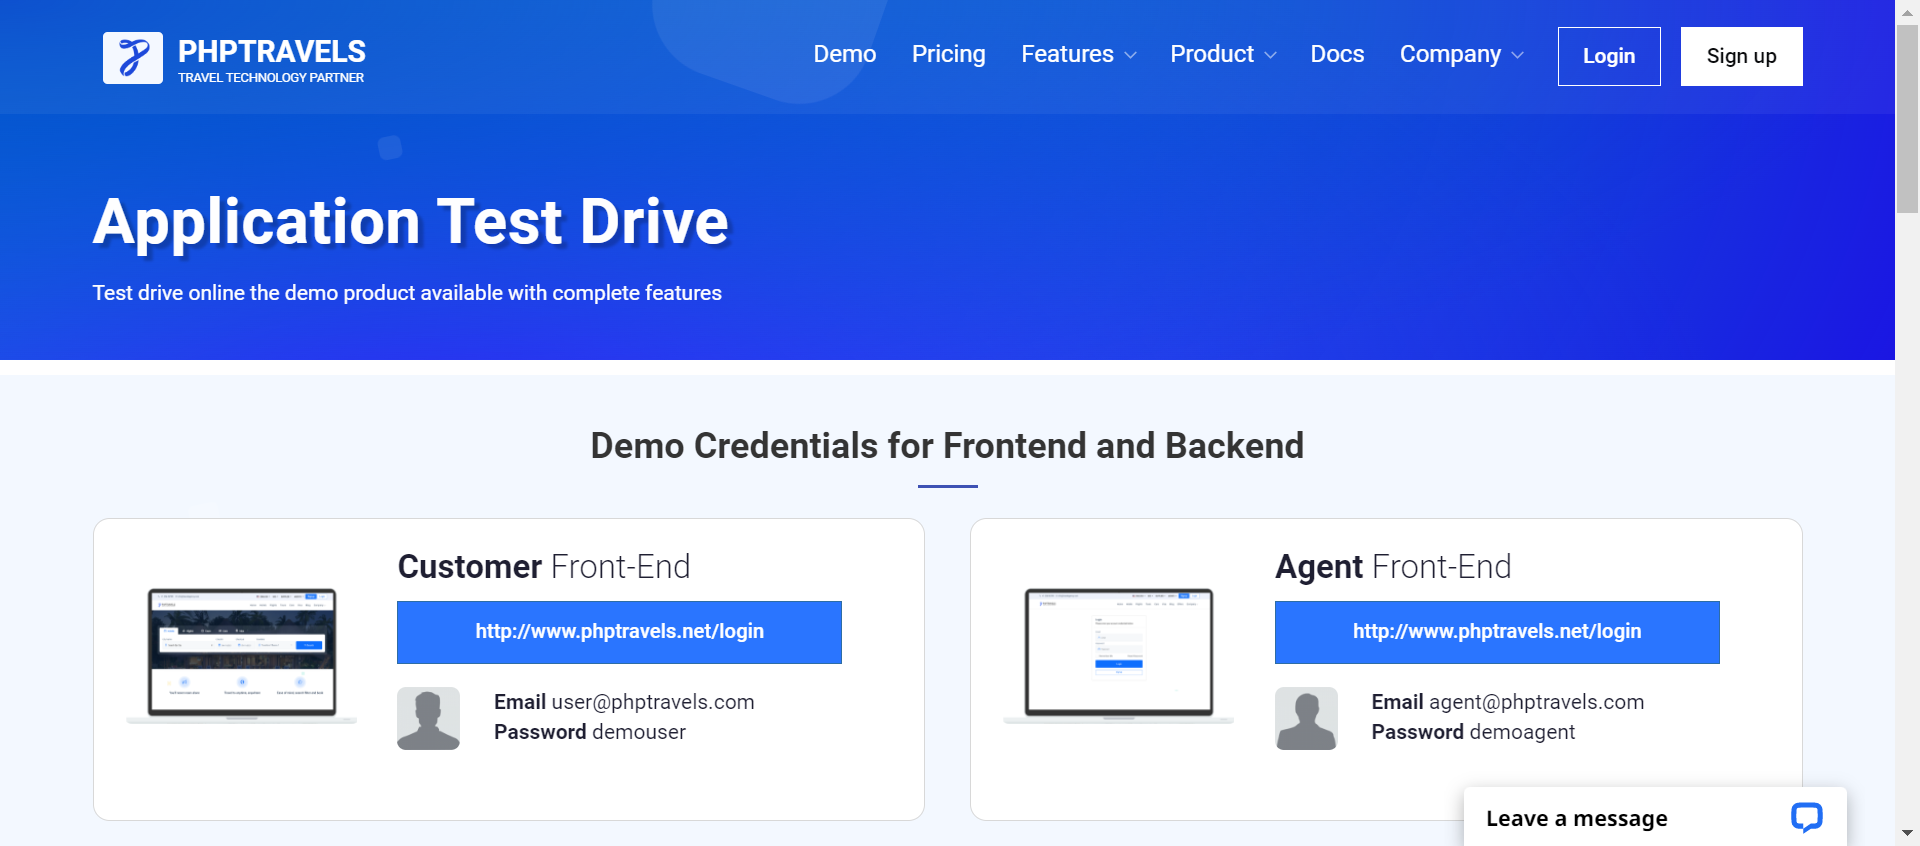 PHPTRAVELS
TRAVEL TECHNOLOGY PARTNER
Demo Pricing Features Product Docs Company Login Sign up
Application Test Drive
Test drive online the demo product available with complete features
Demo Credentials for Frontend and Backend
Customer Front-End
http://www.phptravels.net/login
Email user@phptravels.com
Password demouser
Agent Front-End
http://www.phptravels.net/login
Email agent@phptravels.com
Password demoagent
Leave a message